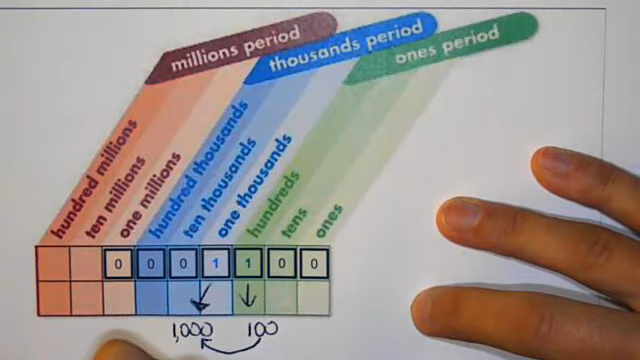 millions period
thousands period
ones period
hundred millions
ten millions
one millions
hundred thousands
ten thousands
one thousands
hundreds
tens
ones
0 0 0 1 1 0 0
1,000 100